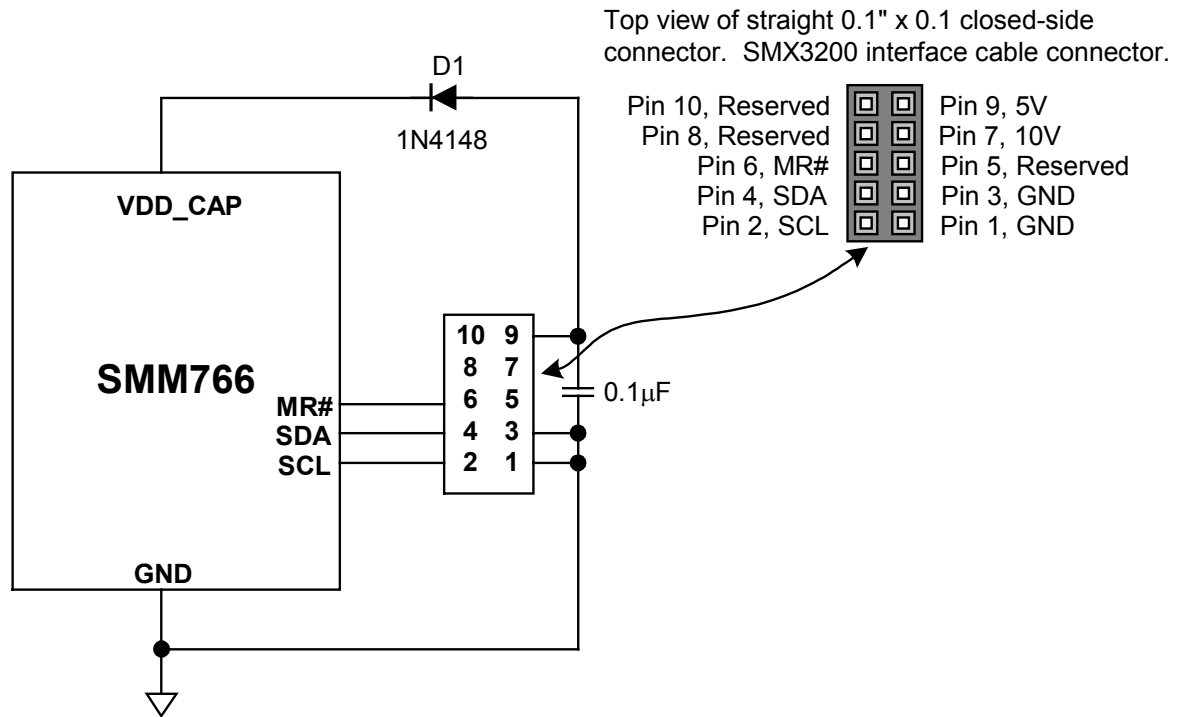 Top view of straight 0.1" x 0.1 closed-side
connector. SMX3200 interface cable connector.
D1
1N4148
Pin 10, Reserved
Pin 9, 5V
Pin 8, Reserved
Pin 7, 10V
Pin 6, MR#
Pin 5, Reserved
Pin 4, SDA
Pin 3, GND
Pin 2, SCL
Pin 1, GND
VDD_CAP
SMM766
MR#
SDA
SCL
GND
10 9
8 7
6 5
4 3
2 1
0.1µF